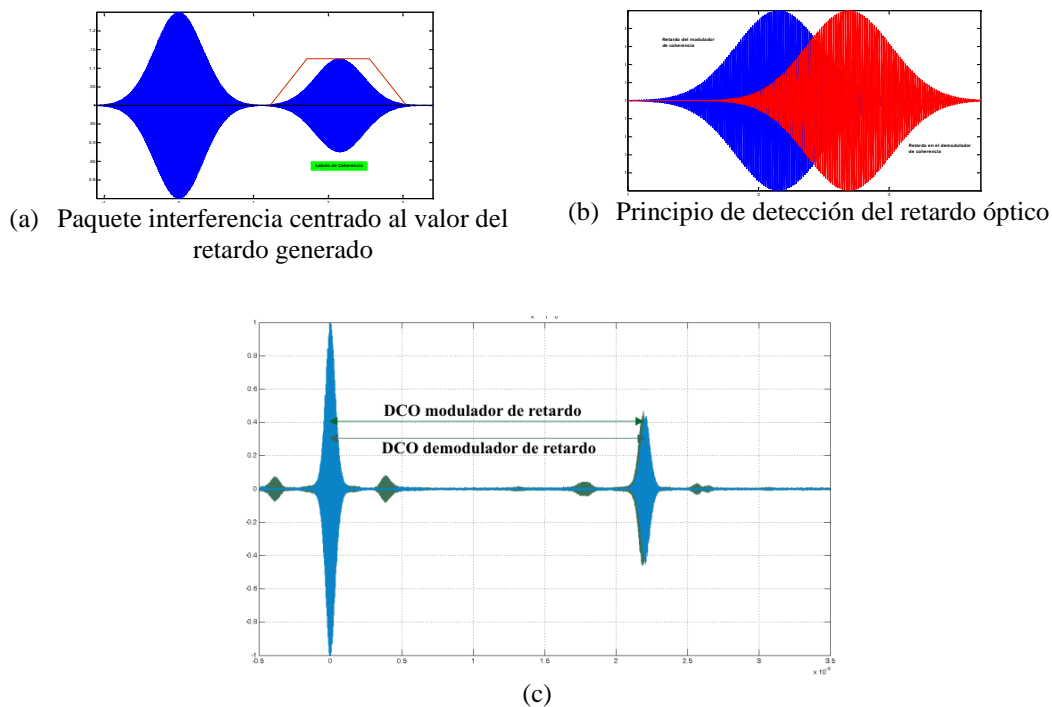 Lóbulo de Coherencia
Retardo del modulador
de coherencia
Retardo en el demodulador
de coherencia
(a) Paquete interferencia centrado al valor del
retardo generado
(b) Principio de detección del retardo óptico
1
0.8
0.6
0.4
0.2
0
-0.2
-0.4
-0.6
-0.8
-1
DCO modulador de retardo
DCO demodulador de retardo
-0.5 0 0.5 1 1.5 2 2.5 3 3.5
(c)